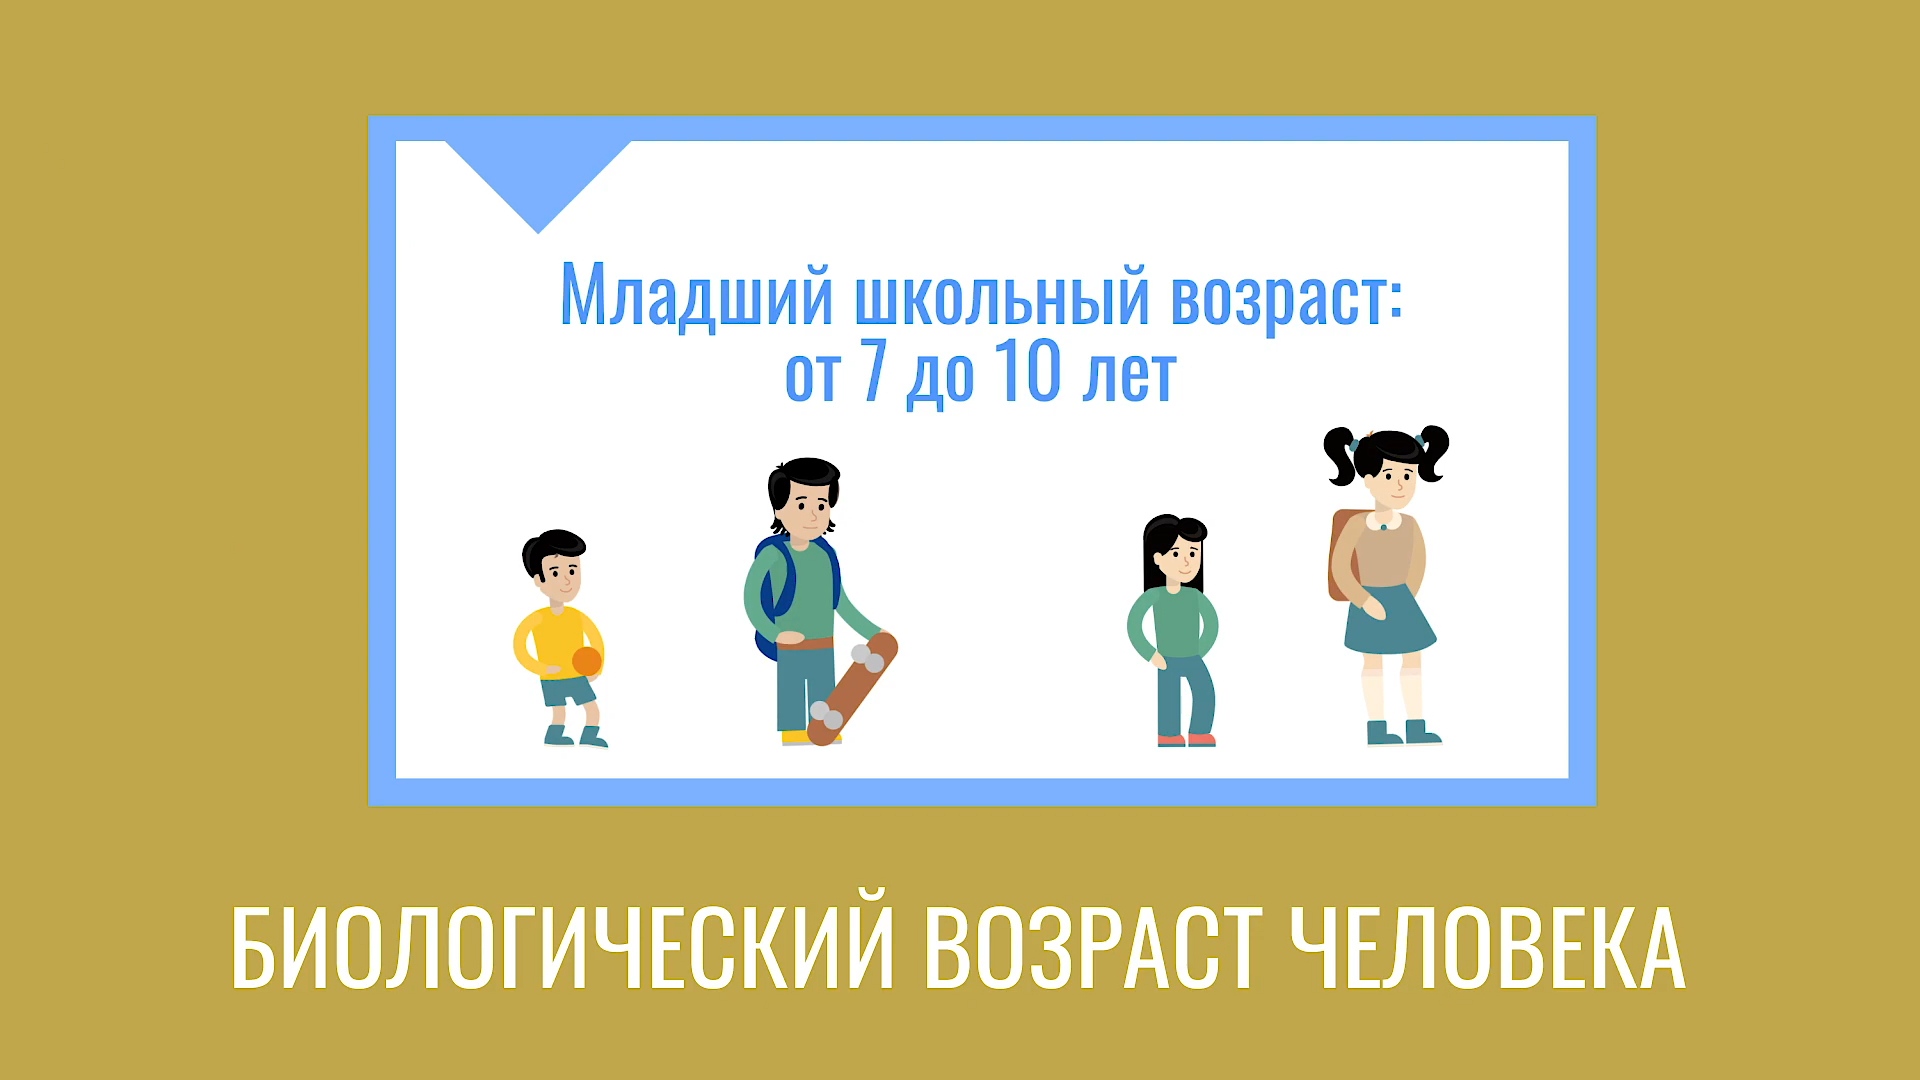 Младший школьный возраст:
от 7 до 10 лет
БИОЛОГИЧЕСКИЙ ВОЗРАСТ ЧЕЛОВЕКА